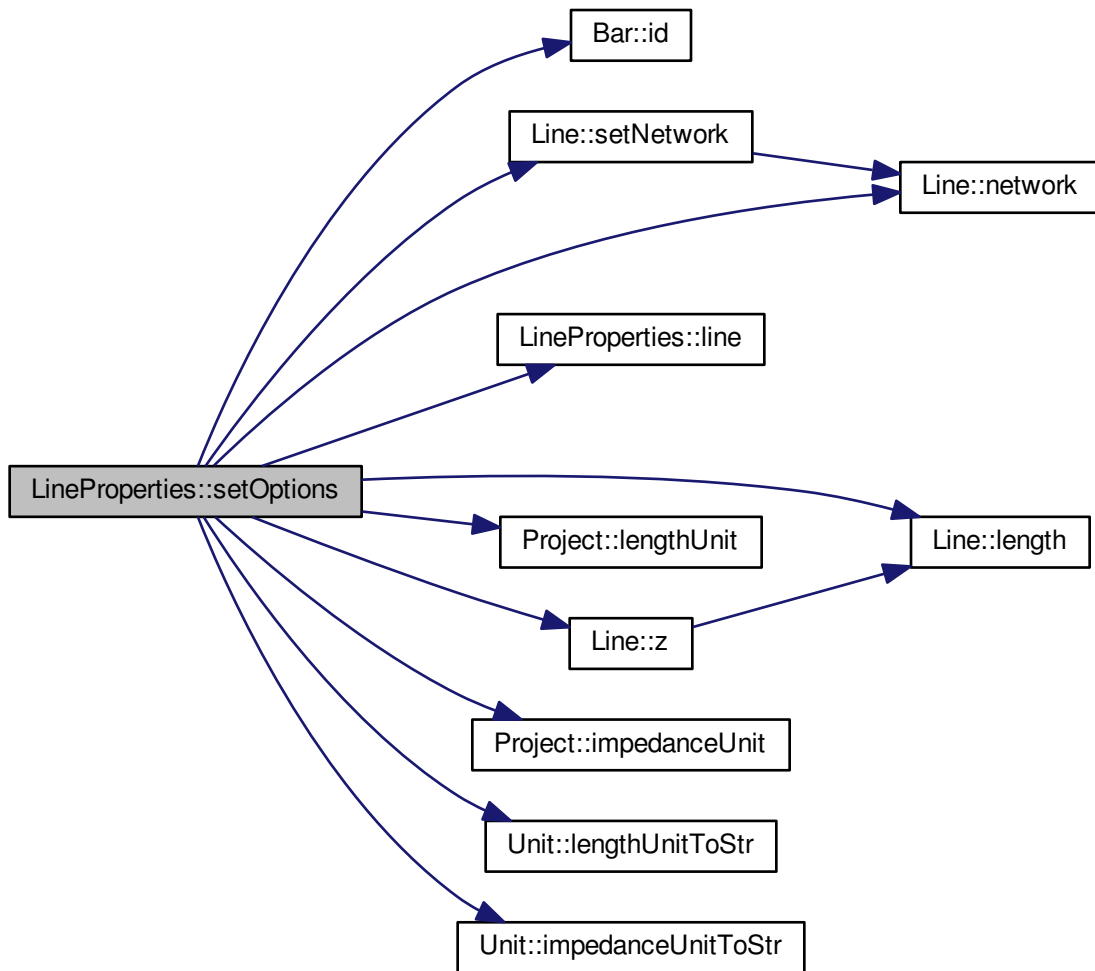 Bar::id
Line::setNetwork
Line::network
LineProperties::line
LineProperties::setOptions
Project::lengthUnit
Line::length
Line::z
Project::impedanceUnit
Unit::lengthUnitToStr
Unit::impedanceUnitToStr